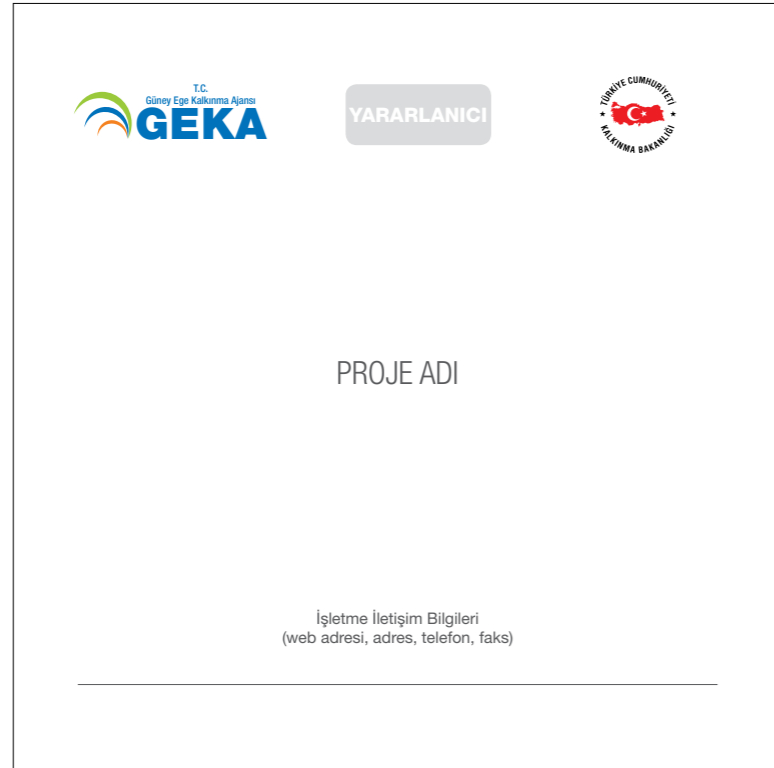 T.C.
Güney Ege Kalkınma Ajansı
GEKA
YARARLANICI
TÜRKİYE CUMHURİYETİ
KALKINMA BAKANLIĞI
PROJE ADI
İşletme İletişim Bilgileri
(web adresi, adres, telefon, faks)